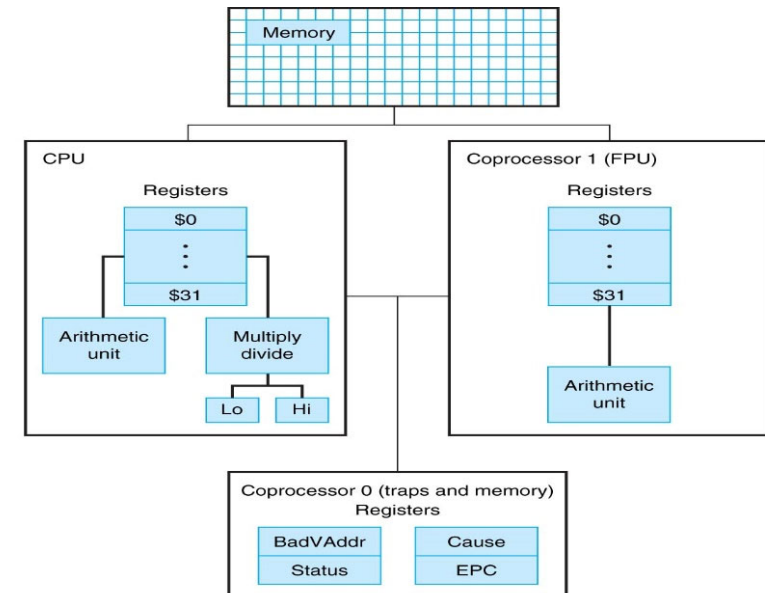 Memory
CPU
Registers
$0
$31
Arithmetic
unit
Multiply
divide
Lo
Hi
Coprocessor 1 (FPU)
Registers
$0
$31
Arithmetic
unit
Coprocessor 0 (traps and memory)
Registers
BadVAddr
Cause
Status
EPC